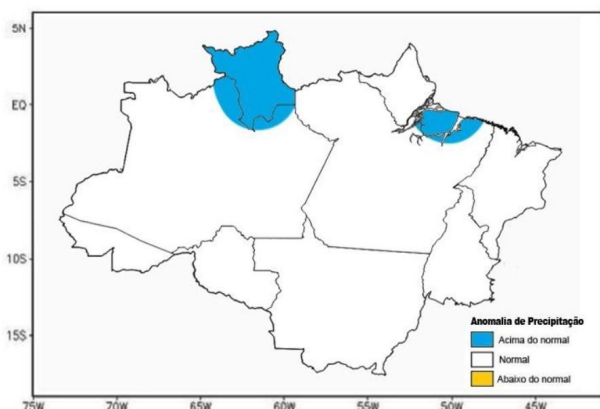 5N
EQ
5S
10S
15S
75W 70W 65W 60W 55W 50W 45W
Anomalia de Precipitação
Acima do normal
Normal
Abaixo do normal